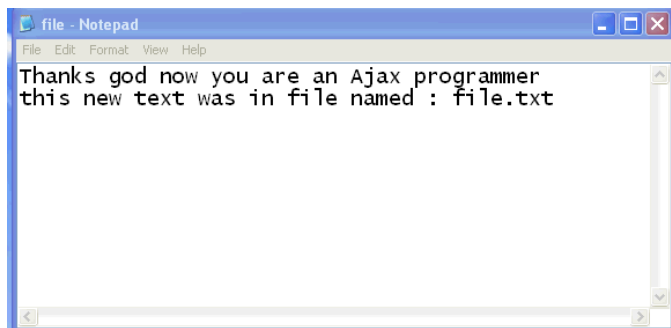 file - Notepad
File Edit Format View Help
Thanks god now you are an Ajax programmer
this new text was in file named : file.txt